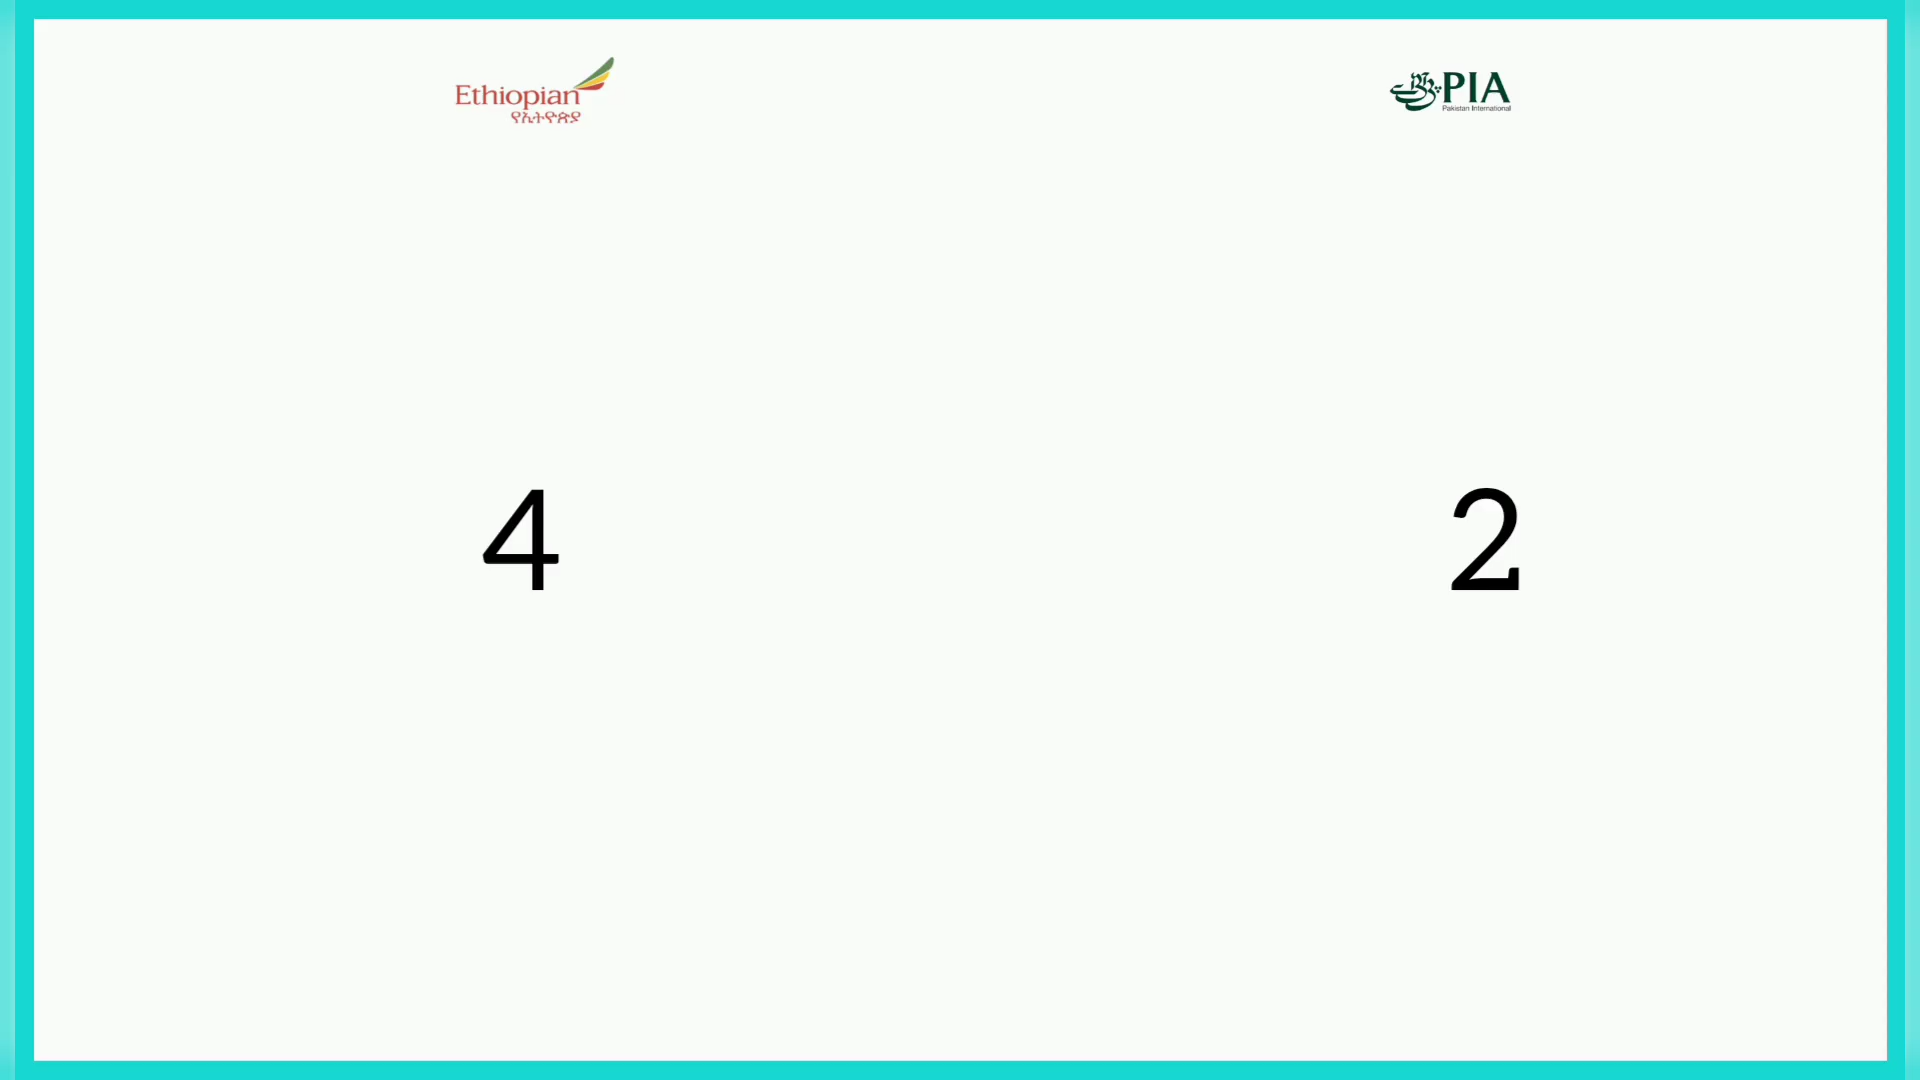 Ethiopian
የኢትዮጵያ
PIA
Pakistan International
4
2